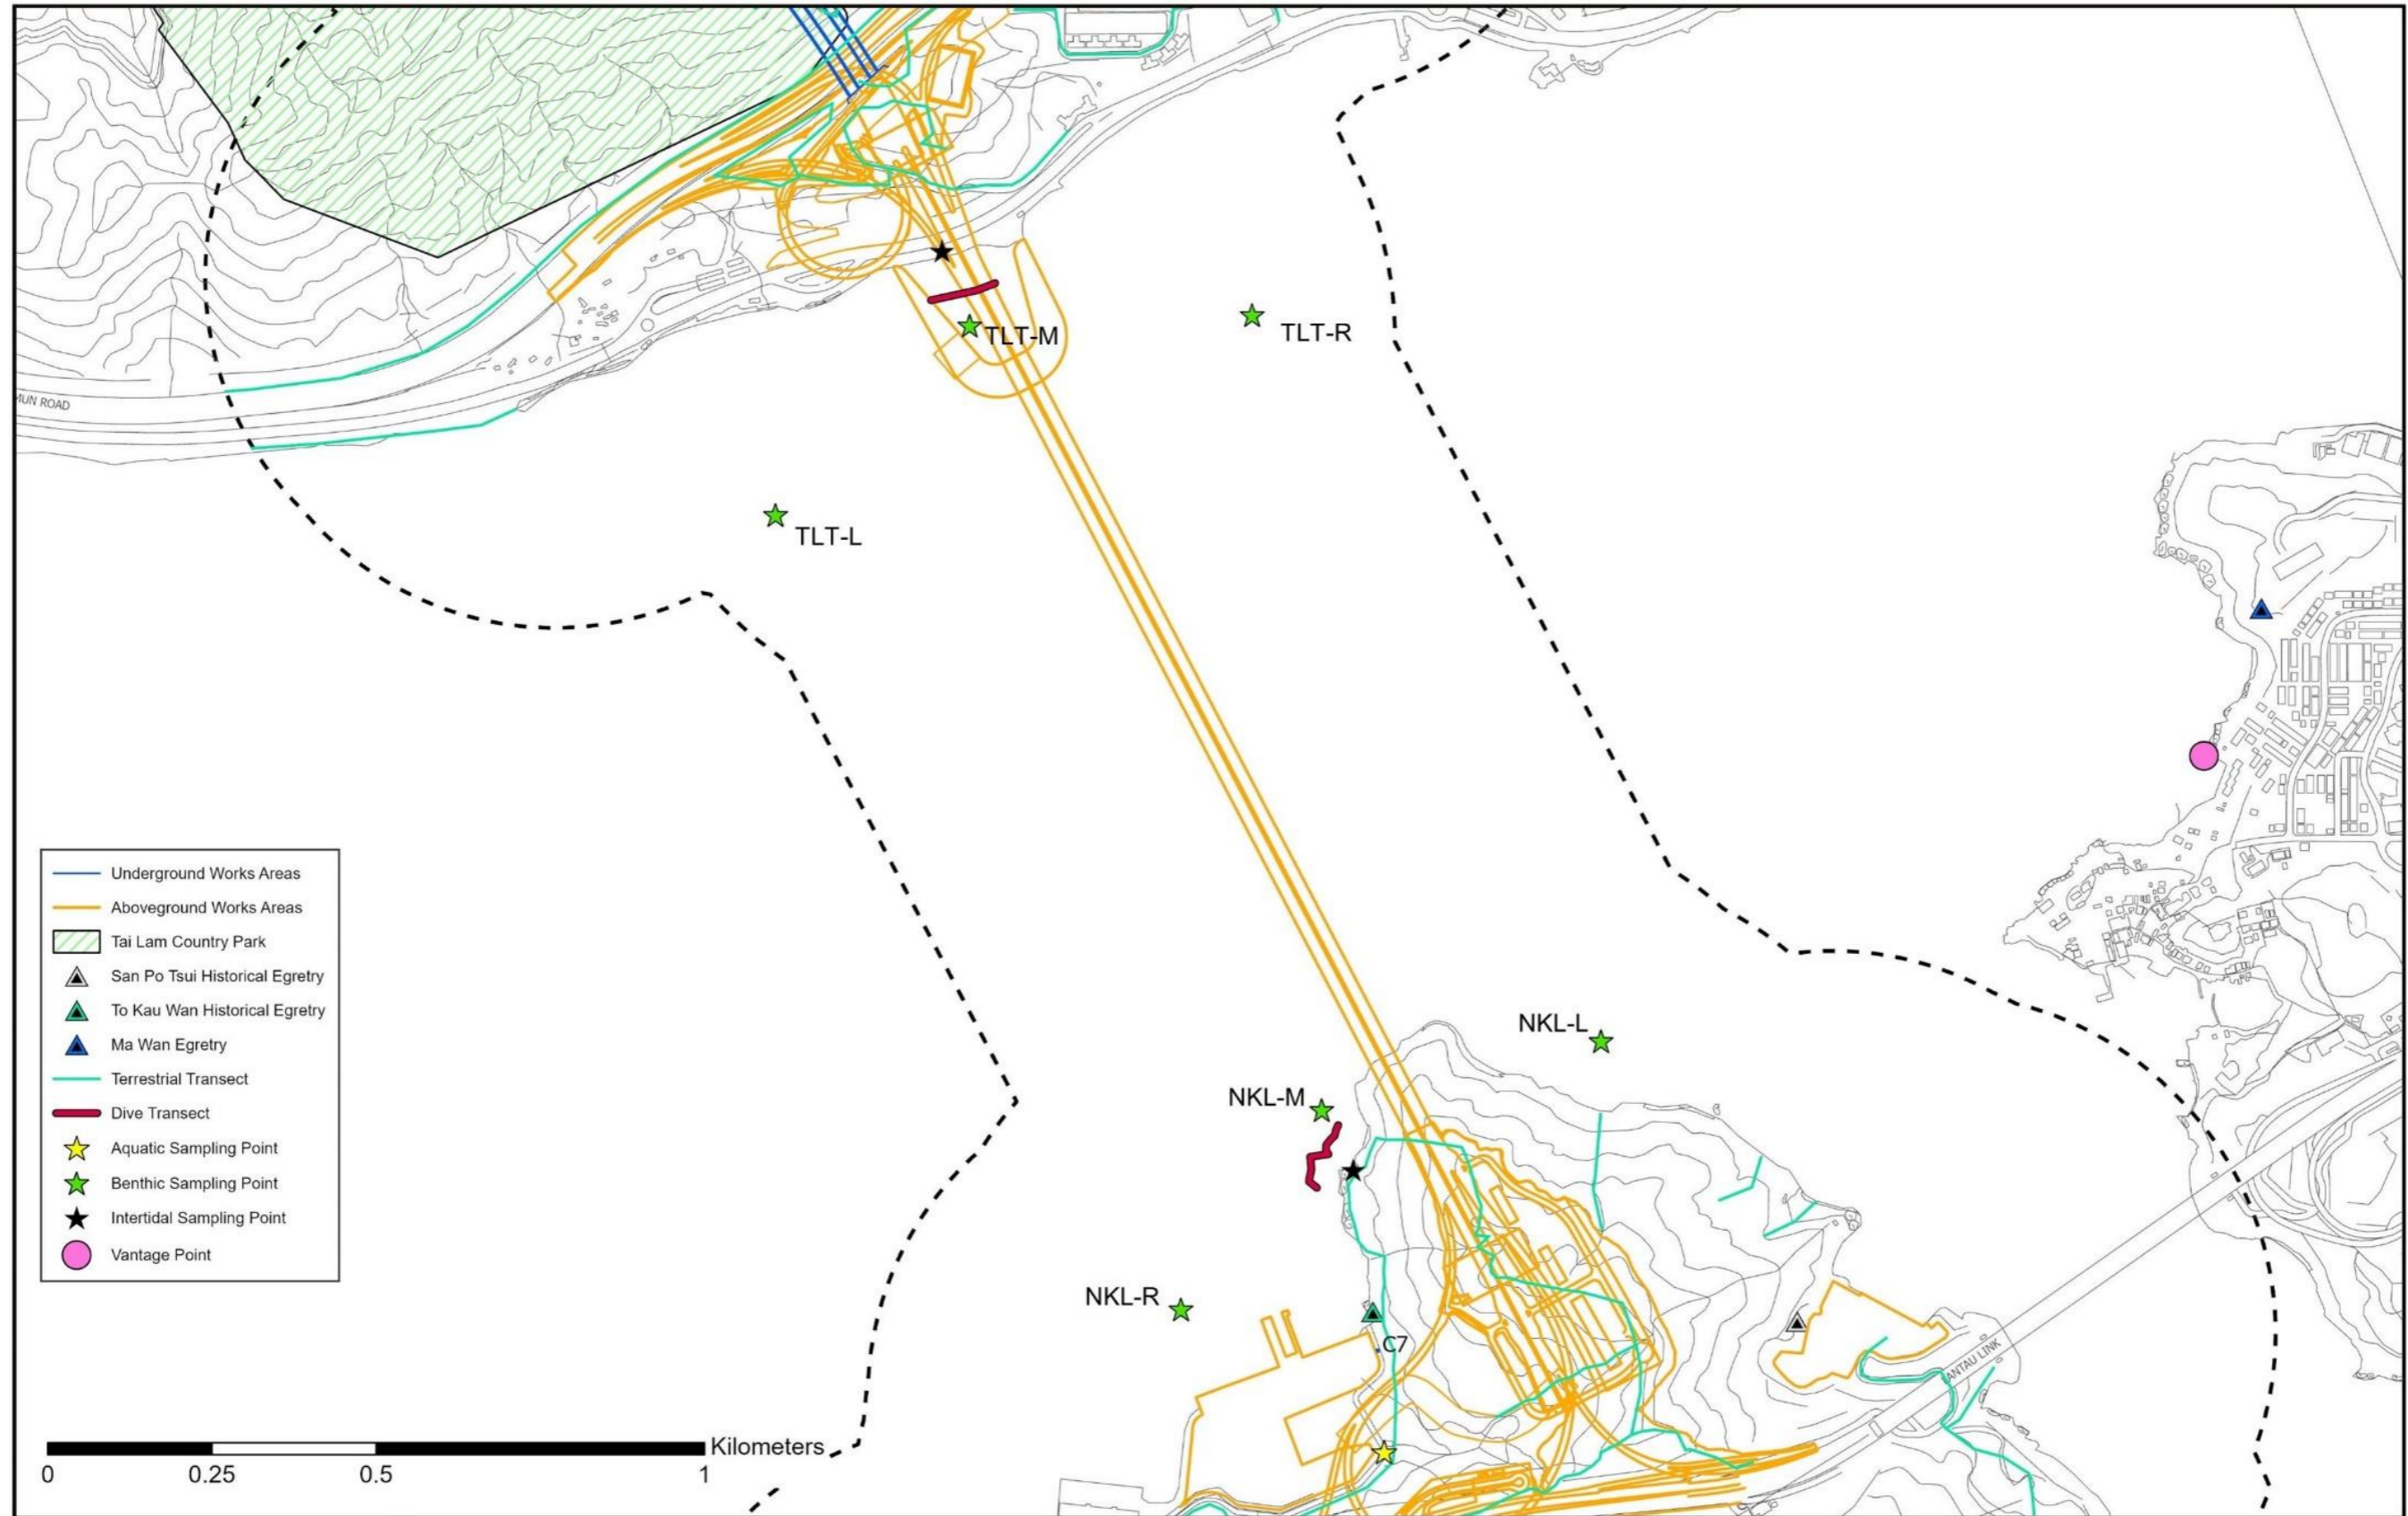 TLT-M
TLT-R
MUN ROAD
TLT-L
Underground Works Areas
Aboveground Works Areas
Tai Lam Country Park
San Po Tsui Historical Egretry
To Kau Wan Historical Egretry
Ma Wan Egretry
Terrestrial Transect
Dive Transect
Aquatic Sampling Point
Benthic Sampling Point
Intertidal Sampling Point
Vantage Point
NKL-L
NKL-M
NKL-R
C7
LANTAU LINK
Kilometers
0 0.25 0.5 1